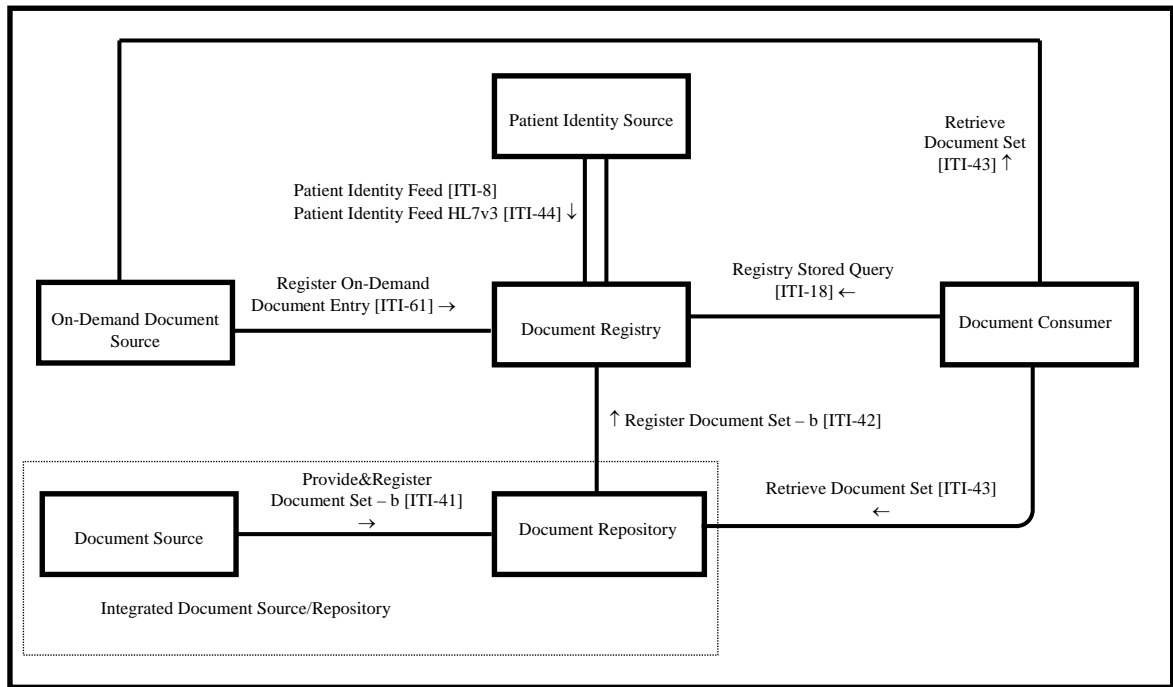 Patient Identity Source
Retrieve
Document Set
[ITI-43] ↑
Patient Identity Feed [ITI-8]
Patient Identity Feed HL7v3 [ITI-44] ↓
Register On-Demand
Document Entry [ITI-61] →
Registry Stored Query
[ITI-18] ←
On-Demand Document
Source
Document Registry
Document Consumer
↑ Register Document Set – b [ITI-42]
Provide&Register
Document Set – b [ITI-41]
→
Retrieve Document Set [ITI-43]
←
Document Source
Document Repository
Integrated Document Source/Repository